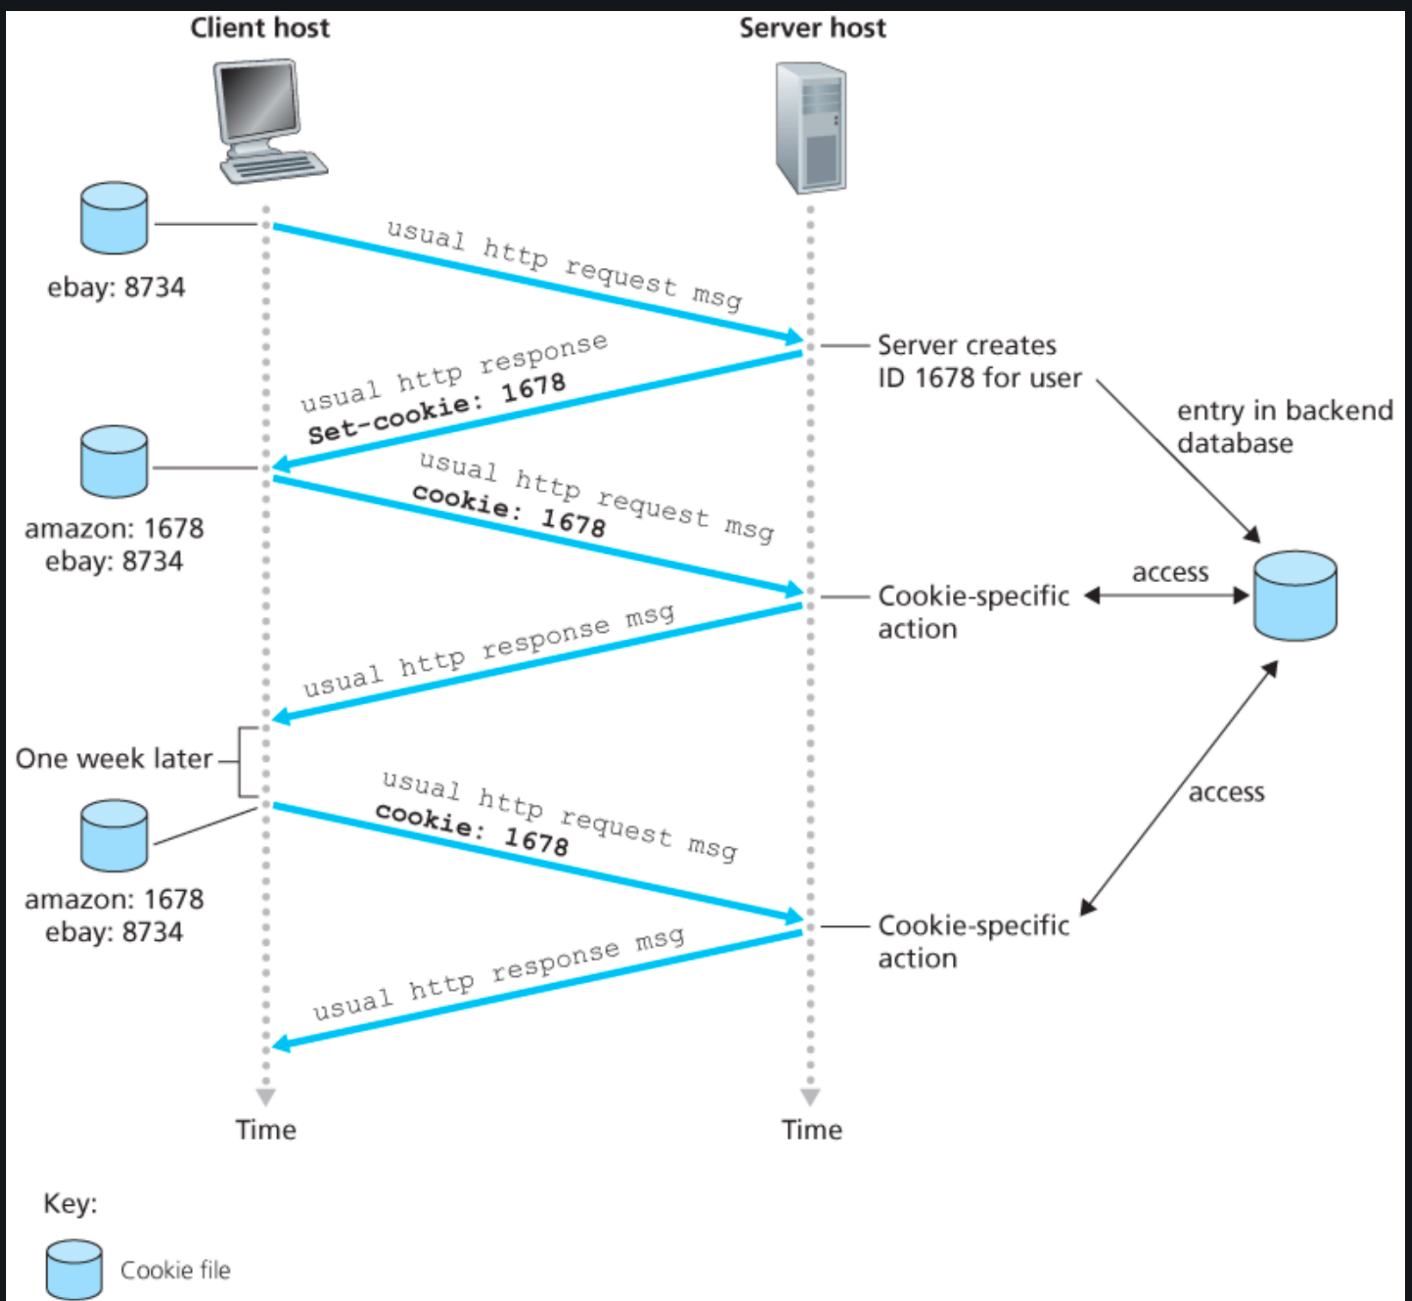 Client host
Server host
usual http request msg
ebay: 8734
Server creates
ID 1678 for user
usual http response
Set-cookie: 1678
entry in backend
database
usual http request msg
cookie: 1678
amazon: 1678
ebay: 8734
access
Cookie-specific
action
usual http response msg
One week later
usual http request msg
cookie: 1678
access
amazon: 1678
ebay: 8734
Cookie-specific
action
usual http response msg
Time
Time
Key:
Cookie file